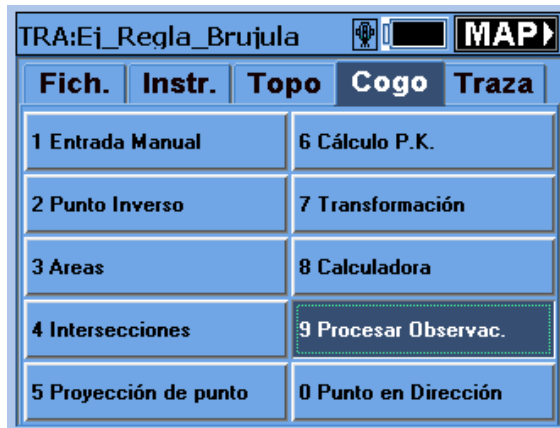 TRA:Ej_Regla_Brujula MAP
Fich. Instr. Topo Cogo Traza
1 Entrada Manual
6 Cálculo P.K.
2 Punto Inverso
7 Transformación
3 Areas
8 Calculadora
4 Intersecciones
9 Procesar Observac.
5 Proyección de punto
0 Punto en Dirección